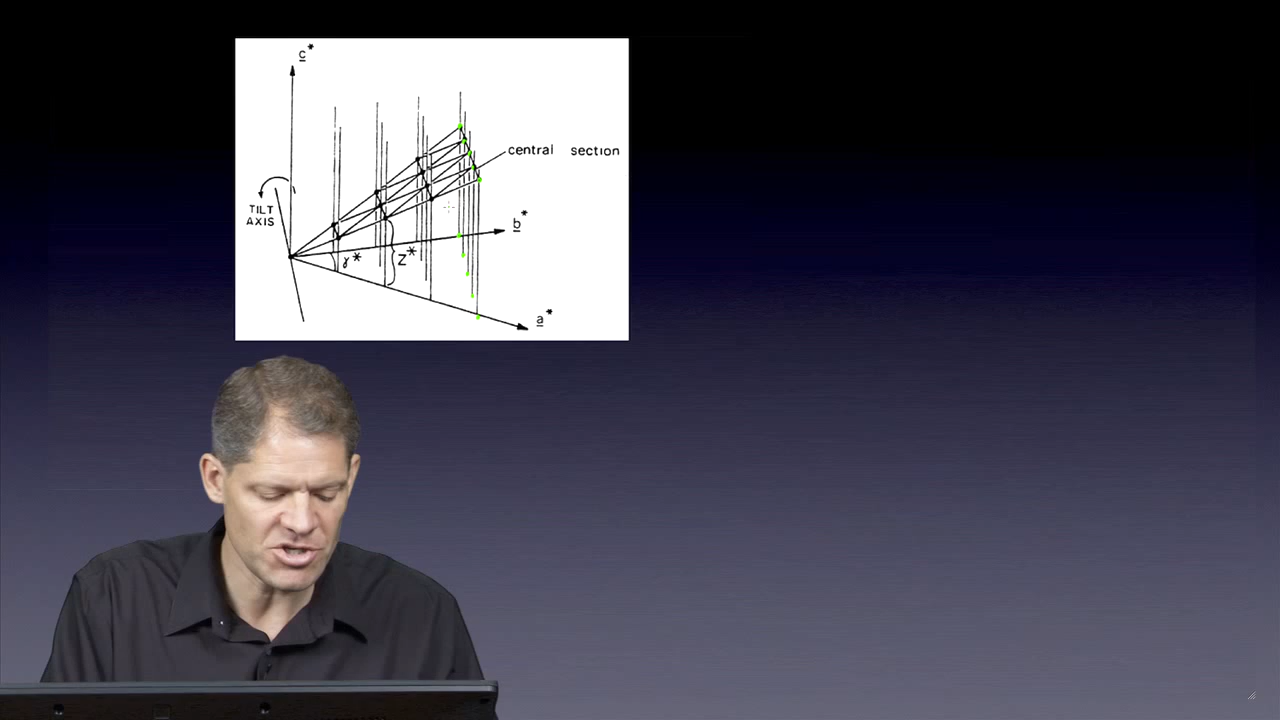 c*
central section
TILT
AXIS
b*
γ*
Z*
a*